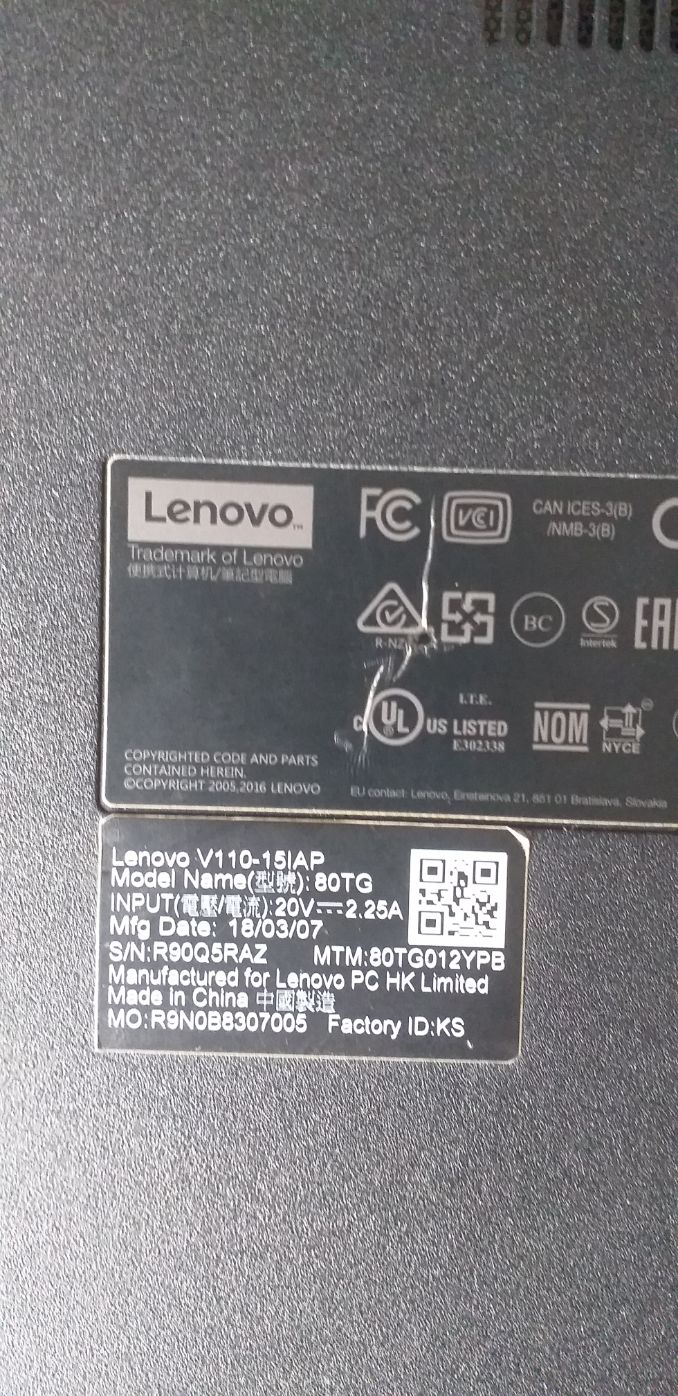 Lenovo™
Trademark of Lenovo
便携式计算机/筆記型電腦
FC VCI CAN ICES-3(B)
/NMB-3(B)
R-NZ BC S Intertek
C UL US LISTED
I.T.E.
E302338
NOM NYCE
COPYRIGHTED CODE AND PARTS
CONTAINED HEREIN.
©COPYRIGHT 2005,2016 LENOVO
EU contact: Lenovo, Einsteinova 21, 851 01 Bratislava, Slovakia
Lenovo V110-15IAP
Model Name(型號): 80TG
INPUT(電壓/電流):20V⎓2.25A
Mfg Date: 18/03/07
S/N:R90Q5RAZ MTM:80TG012YPB
Manufactured for Lenovo PC HK Limited
Made in China 中國製造
MO:R9N0B8307005 Factory ID:KS